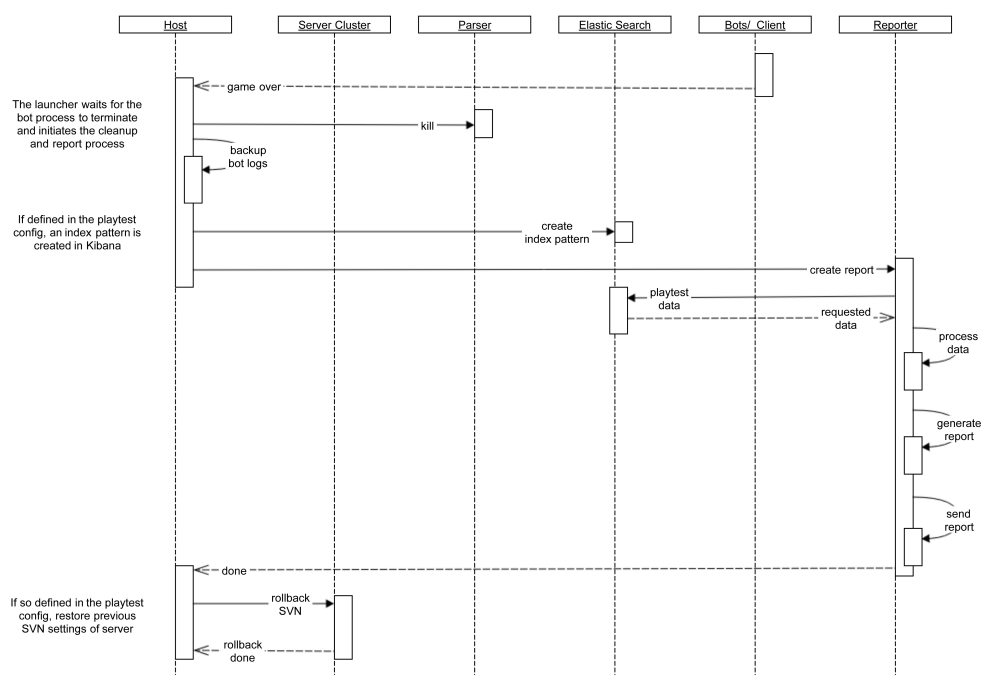 Host
Server Cluster
Parser
Elastic Search
Bots/ Client
Reporter
game over
The launcher waits for the
bot process to terminate
and initiates the cleanup
and report process
kill
backup
bot logs
If defined in the playtest
config, an index pattern is
created in Kibana
create
index pattern
create report
playtest
data
requested
data
process
data
generate
report
send
report
done
If so defined in the playtest
config, restore previous
SVN settings of server
rollback
SVN
rollback
done